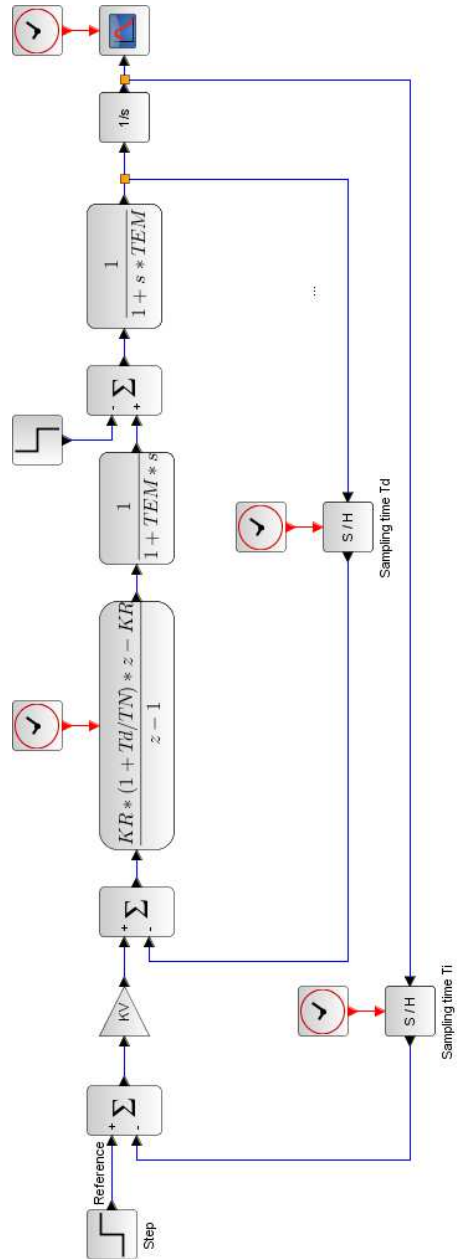 Step
Reference
+
-
Σ
KV
+
-
Σ
KR * (1 + Td/TN) * z − KR
z − 1
1
1 + TEM * s
-
+
Σ
1
1 + s * TEM
1/s
...
S / H
Sampling time Td
S / H
Sampling time Ti